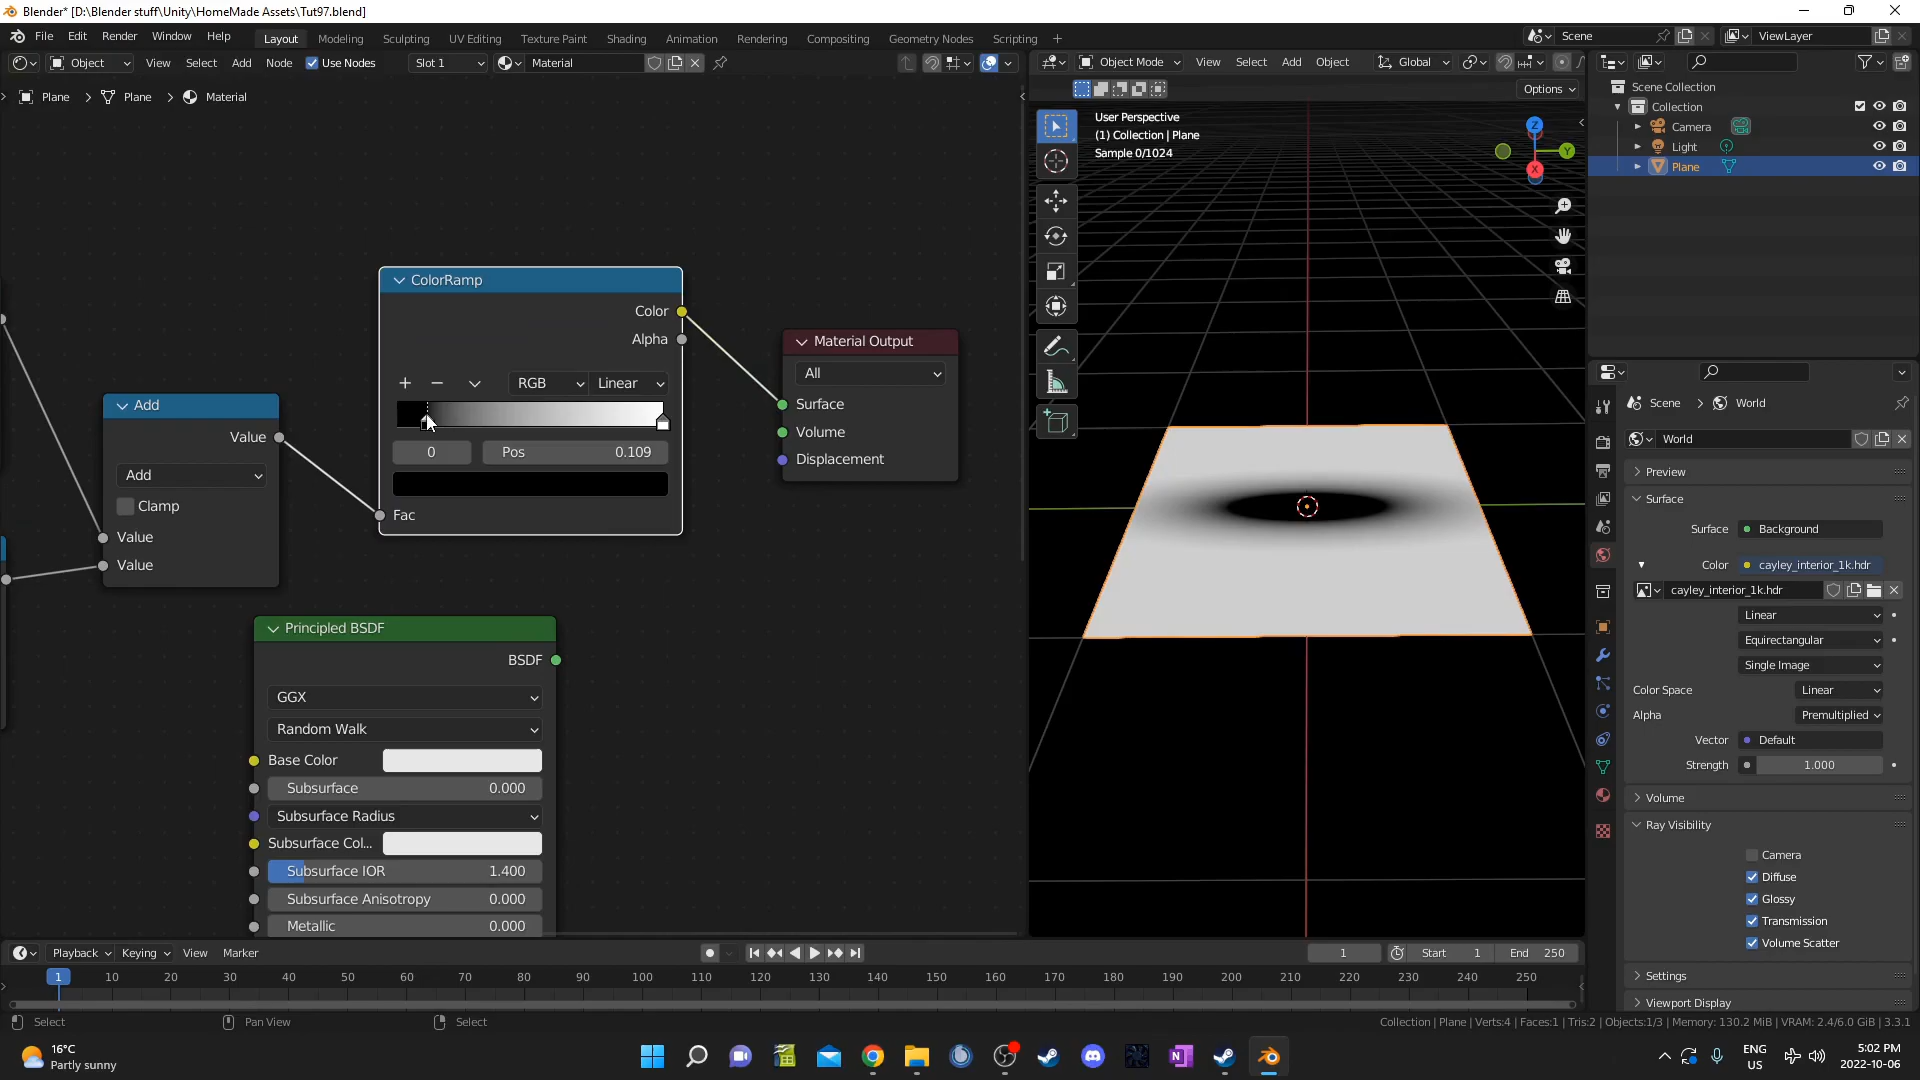 Blender* [D:\Blender stuff\Unity\HomeMade Assets\Tut97.blend]
File Edit Render Window Help Layout Modeling Sculpting UV Editing Texture Paint Shading Animation Rendering Compositing Geometry Nodes Scripting + Scene ViewLayer
Object View Select Add Node Use Nodes Slot 1 Material
Object Mode View Select Add Object Global
Plane Plane Material
Options
User Perspective
(1) Collection | Plane
Sample 0/1024
Z
Y
X
Scene Collection
Collection
Camera
Light
Plane
ColorRamp
Color
Alpha
RGB Linear
0 Pos 0.109
Fac
Add
Value
Add
Clamp
Value
Value
Material Output
All
Surface
Volume
Displacement
Principled BSDF
BSDF
GGX
Random Walk
Base Color
Subsurface 0.000
Subsurface Radius
Subsurface Col...
Subsurface IOR 1.400
Subsurface Anisotropy 0.000
Metallic 0.000
Scene World
World
Preview
Surface
Surface Background
Color cayley_interior_1k.hdr
cayley_interior_1k.hdr
Linear
Equirectangular
Single Image
Color Space Linear
Alpha Premultiplied
Vector Default
Strength 1.000
Volume
Ray Visibility
Camera
Diffuse
Glossy
Transmission
Volume Scatter
Settings
Viewport Display
Playback Keying View Marker 1 Start 1 End 250
1 10 20 30 40 50 60 70 80 90 100 110 120 130 140 150 160 170 180 190 200 210 220 230 240 250
Select Pan View Select Collection | Plane | Verts:4 | Faces:1 | Tris:2 | Objects:1/3 | Memory: 130.2 MiB | VRAM: 2.4/6.0 GiB | 3.3.1
16°C
Partly sunny
ENG
US
5:02 PM
2022-10-06